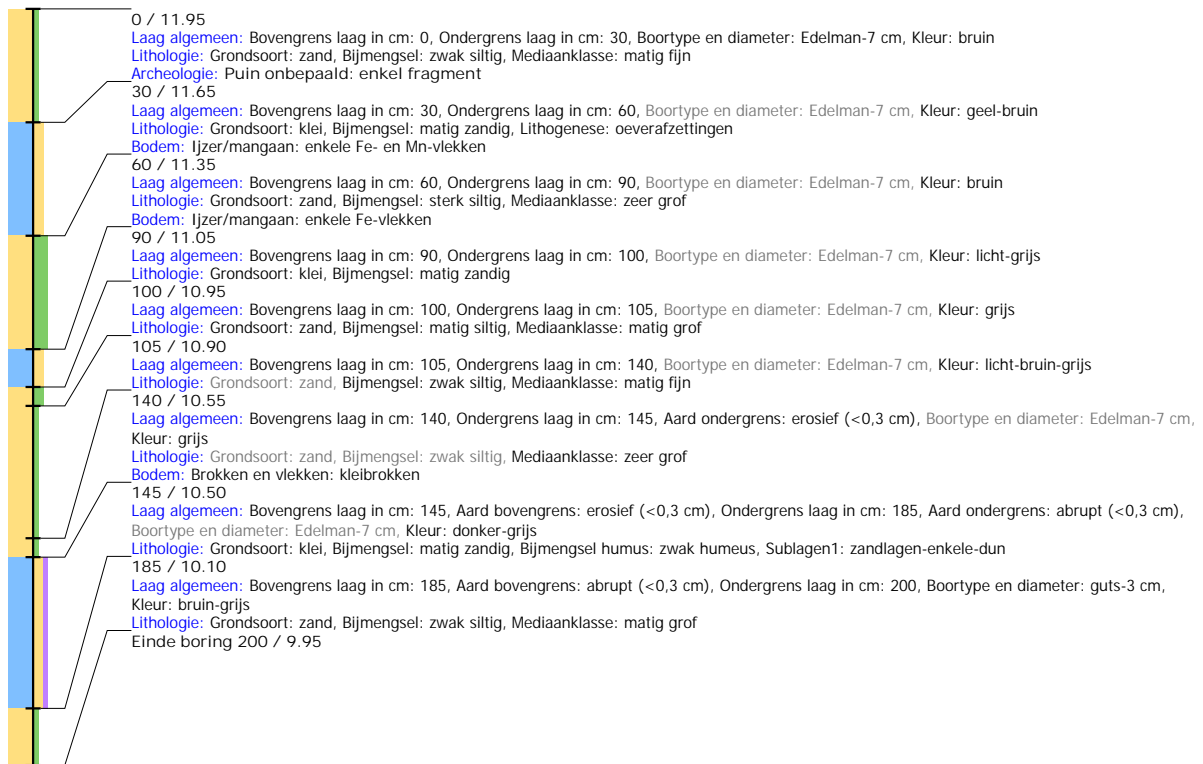 0 / 11.95
Laag algemeen: Bovengrens laag in cm: 0, Ondergrens laag in cm: 30, Boortype en diameter: Edelman-7 cm, Kleur: bruin
Lithologie: Grondsoort: zand, Bijmengsel: zwak siltig, Mediaanklasse: matig fijn
Archeologie: Puin onbepaald: enkel fragment
30 / 11.65
Laag algemeen: Bovengrens laag in cm: 30, Ondergrens laag in cm: 60, Boortype en diameter: Edelman-7 cm, Kleur: geel-bruin
Lithologie: Grondsoort: klei, Bijmengsel: matig zandig, Lithogenese: oeverafzettingen
Bodem: Ijzer/mangaan: enkele Fe- en Mn-vlekken
60 / 11.35
Laag algemeen: Bovengrens laag in cm: 60, Ondergrens laag in cm: 90, Boortype en diameter: Edelman-7 cm, Kleur: bruin
Lithologie: Grondsoort: zand, Bijmengsel: sterk siltig, Mediaanklasse: zeer grof
Bodem: Ijzer/mangaan: enkele Fe-vlekken
90 / 11.05
Laag algemeen: Bovengrens laag in cm: 90, Ondergrens laag in cm: 100, Boortype en diameter: Edelman-7 cm, Kleur: licht-grijs
Lithologie: Grondsoort: klei, Bijmengsel: matig zandig
100 / 10.95
Laag algemeen: Bovengrens laag in cm: 100, Ondergrens laag in cm: 105, Boortype en diameter: Edelman-7 cm, Kleur: grijs
Lithologie: Grondsoort: zand, Bijmengsel: matig siltig, Mediaanklasse: matig grof
105 / 10.90
Laag algemeen: Bovengrens laag in cm: 105, Ondergrens laag in cm: 140, Boortype en diameter: Edelman-7 cm, Kleur: licht-bruin-grijs
Lithologie: Grondsoort: zand, Bijmengsel: zwak siltig, Mediaanklasse: matig fijn
140 / 10.55
Laag algemeen: Bovengrens laag in cm: 140, Ondergrens laag in cm: 145, Aard ondergrens: erosief (<0,3 cm), Boortype en diameter: Edelman-7 cm,
Kleur: grijs
Lithologie: Grondsoort: zand, Bijmengsel: zwak siltig, Mediaanklasse: zeer grof
Bodem: Brokken en vlekken: kleibrokken
145 / 10.50
Laag algemeen: Bovengrens laag in cm: 145, Aard bovengrens: erosief (<0,3 cm), Ondergrens laag in cm: 185, Aard ondergrens: abrupt (<0,3 cm),
Boortype en diameter: Edelman-7 cm, Kleur: donker-grijs
Lithologie: Grondsoort: klei, Bijmengsel: matig zandig, Bijmengsel humus: zwak humeus, Sublagen1: zandlagen-enkele-dun
185 / 10.10
Laag algemeen: Bovengrens laag in cm: 185, Aard bovengrens: abrupt (<0,3 cm), Ondergrens laag in cm: 200, Boortype en diameter: guts-3 cm,
Kleur: bruin-grijs
Lithologie: Grondsoort: zand, Bijmengsel: zwak siltig, Mediaanklasse: matig grof
Einde boring 200 / 9.95